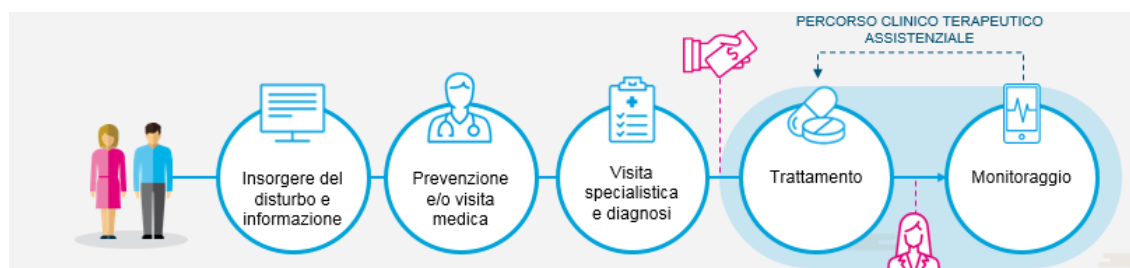 PERCORSO CLINICO TERAPEUTICO
ASSISTENZIALE
Insorgere del
disturbo e
informazione
Prevenzione
e/o visita
medica
Visita
specialistica
e diagnosi
Trattamento
Monitoraggio